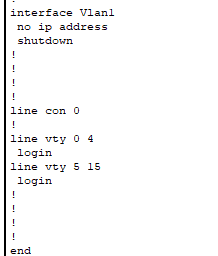 !
interface Vlan1
 no ip address
 shutdown
!
!
!
!
line con 0
!
line vty 0 4
 login
line vty 5 15
 login
!
!
!
!
end